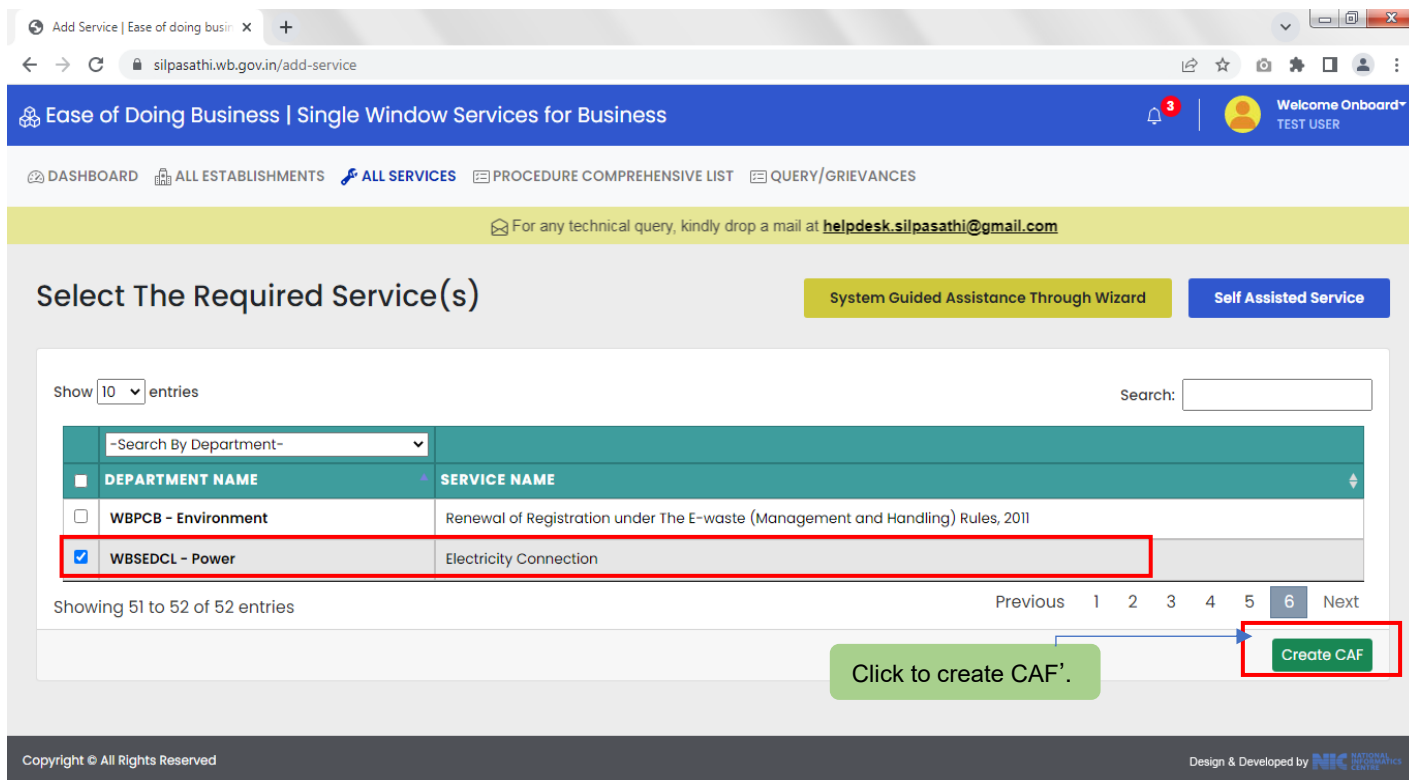 Add Service | Ease of doing busin
silpasathi.wb.gov.in/add-service
Ease of Doing Business | Single Window Services for Business
3
Welcome Onboard
TEST USER
DASHBOARD ALL ESTABLISHMENTS ALL SERVICES PROCEDURE COMPREHENSIVE LIST QUERY/GRIEVANCES
For any technical query, kindly drop a mail at helpdesk.silpasathi@gmail.com
Select The Required Service(s)
System Guided Assistance Through Wizard
Self Assisted Service
Show 10 entries
Search:
-Search By Department-
DEPARTMENT NAME SERVICE NAME
WBPCB - Environment Renewal of Registration under The E-waste (Management and Handling) Rules, 2011
WBSEDCL - Power Electricity Connection
Showing 51 to 52 of 52 entries
Previous 1 2 3 4 5 6 Next
Create CAF
Click to create CAF’.
Copyright © All Rights Reserved
Design & Developed by NIC NATIONAL INFORMATICS CENTRE